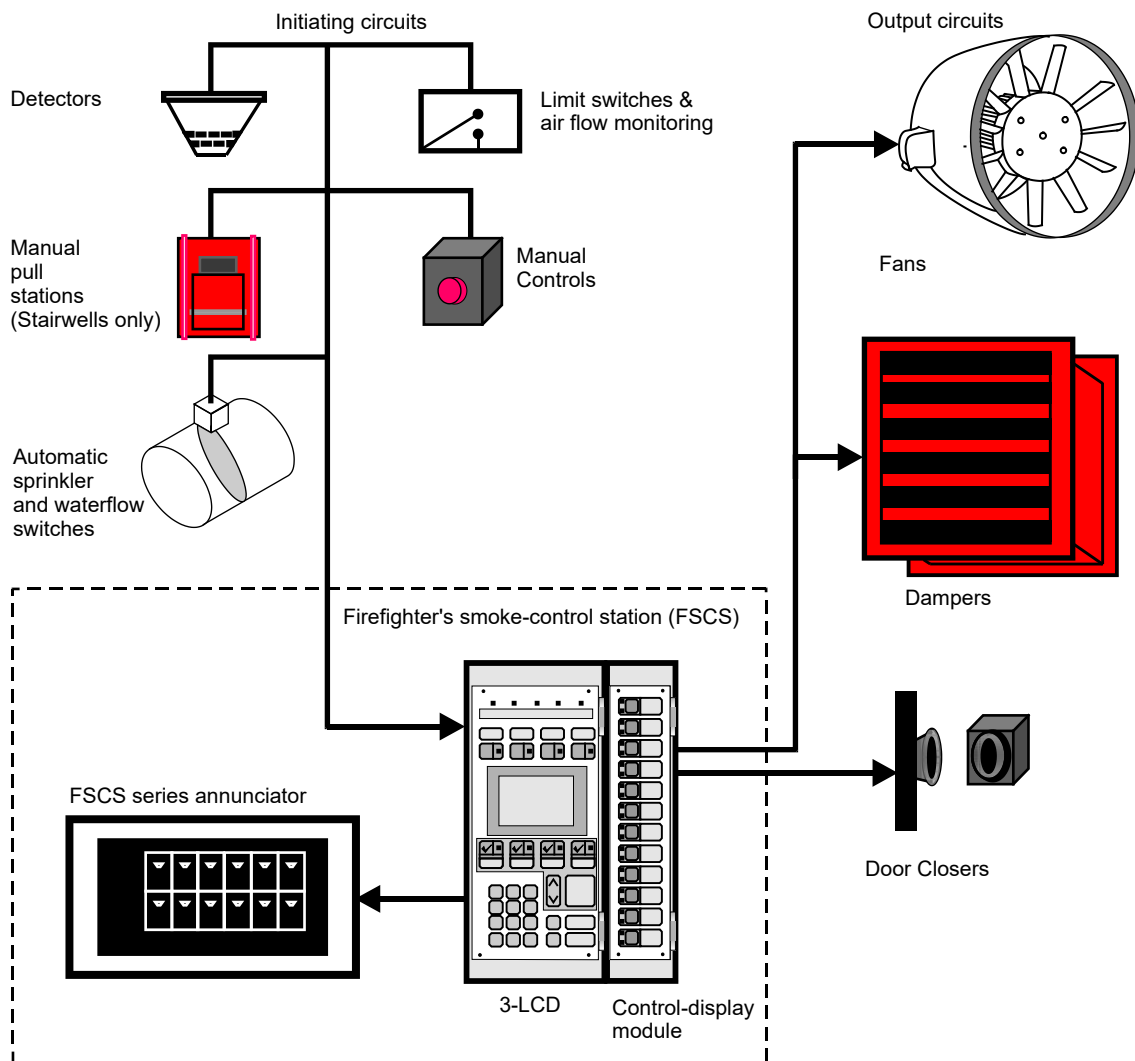 Initiating circuits
Output circuits
Detectors
Limit switches &
air flow monitoring
Manual
pull
stations
(Stairwells only)
Manual
Controls
Fans
Automatic
sprinkler
and waterflow
switches
Dampers
Firefighter's smoke-control station (FSCS)
FSCS series annunciator
Door Closers
3-LCD
Control-display
module